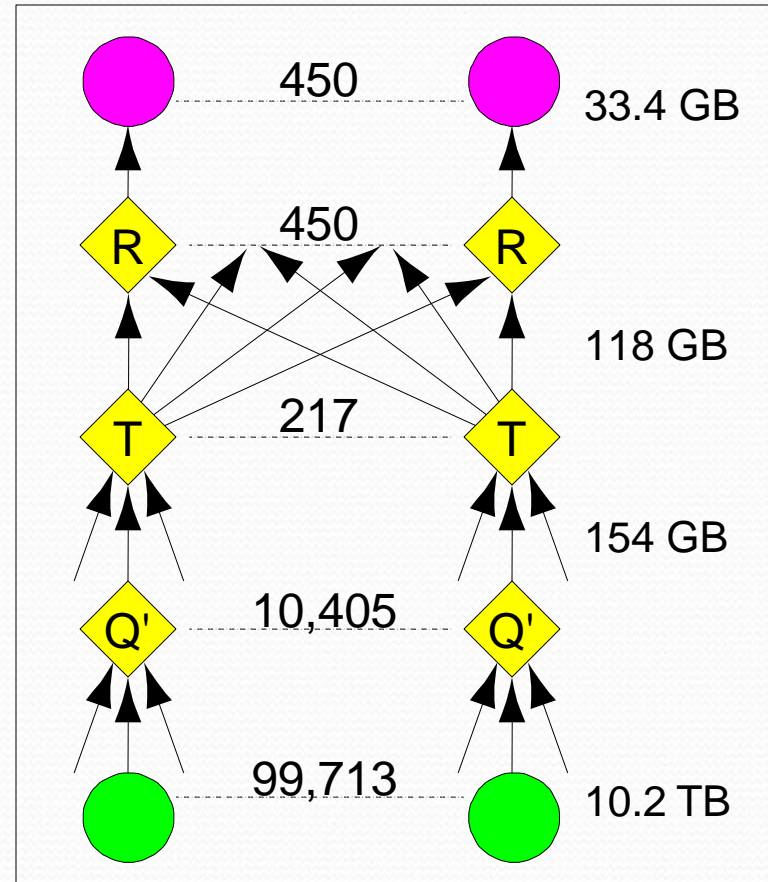 450
33.4 GB
450
R R
118 GB
217
T T
154 GB
10,405
Q' Q'
99,713
10.2 TB